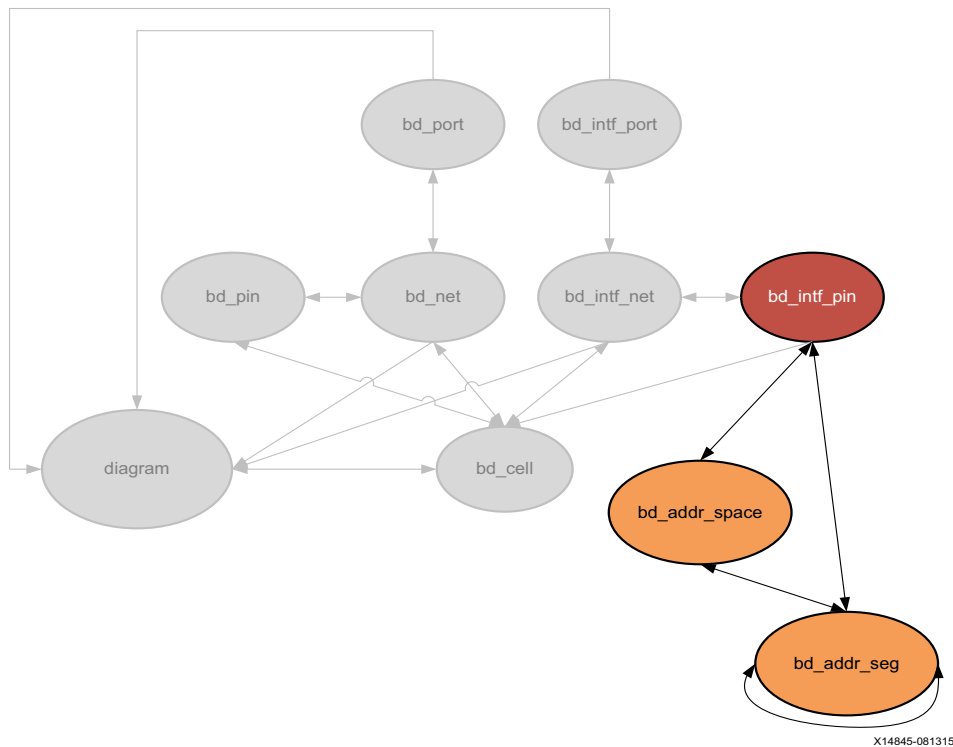 bd_port
bd_intf_port
bd_pin
bd_net
bd_intf_net
bd_intf_pin
diagram
bd_cell
bd_addr_space
bd_addr_seg
X14845-081315